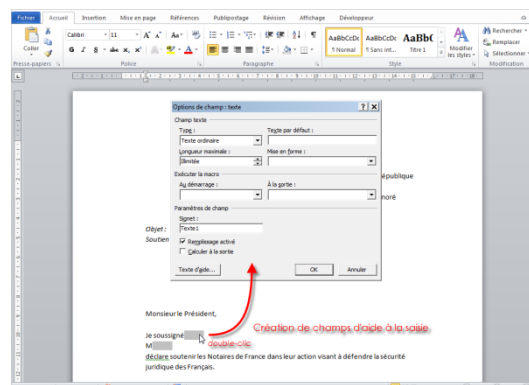 Fichier Accueil Insertion Mise en page Références Publipostage Révision Affichage Développeur
Calibri 11
Coller
G I S abc X₂ X²
AaBbCcDc AaBbCcDc AaBb(
¶ Normal ¶ Sans int... Titre 1
Modifier les styles
Rechercher
Remplacer
Sélectionner
Presse-papiers Police Paragraphe Style Modification
Options de champ : texte
Champ texte
Type : Texte par défaut :
Texte ordinaire
Longueur maximale : Mise en forme :
Illimitée
Exécuter la macro
Au démarrage : À la sortie :
Paramètres de champ
Signet :
Texte1
Remplissage activé
Calculer à la sortie
Texte d'aide... OK Annuler
épublique
noré
Objet :
Soutien
Monsieur le Président,
Je soussigné
Création de champs d'aide à la saisie
M
double-clic
déclare soutenir les Notaires de France dans leur action visant à défendre la sécurité
juridique des Français.